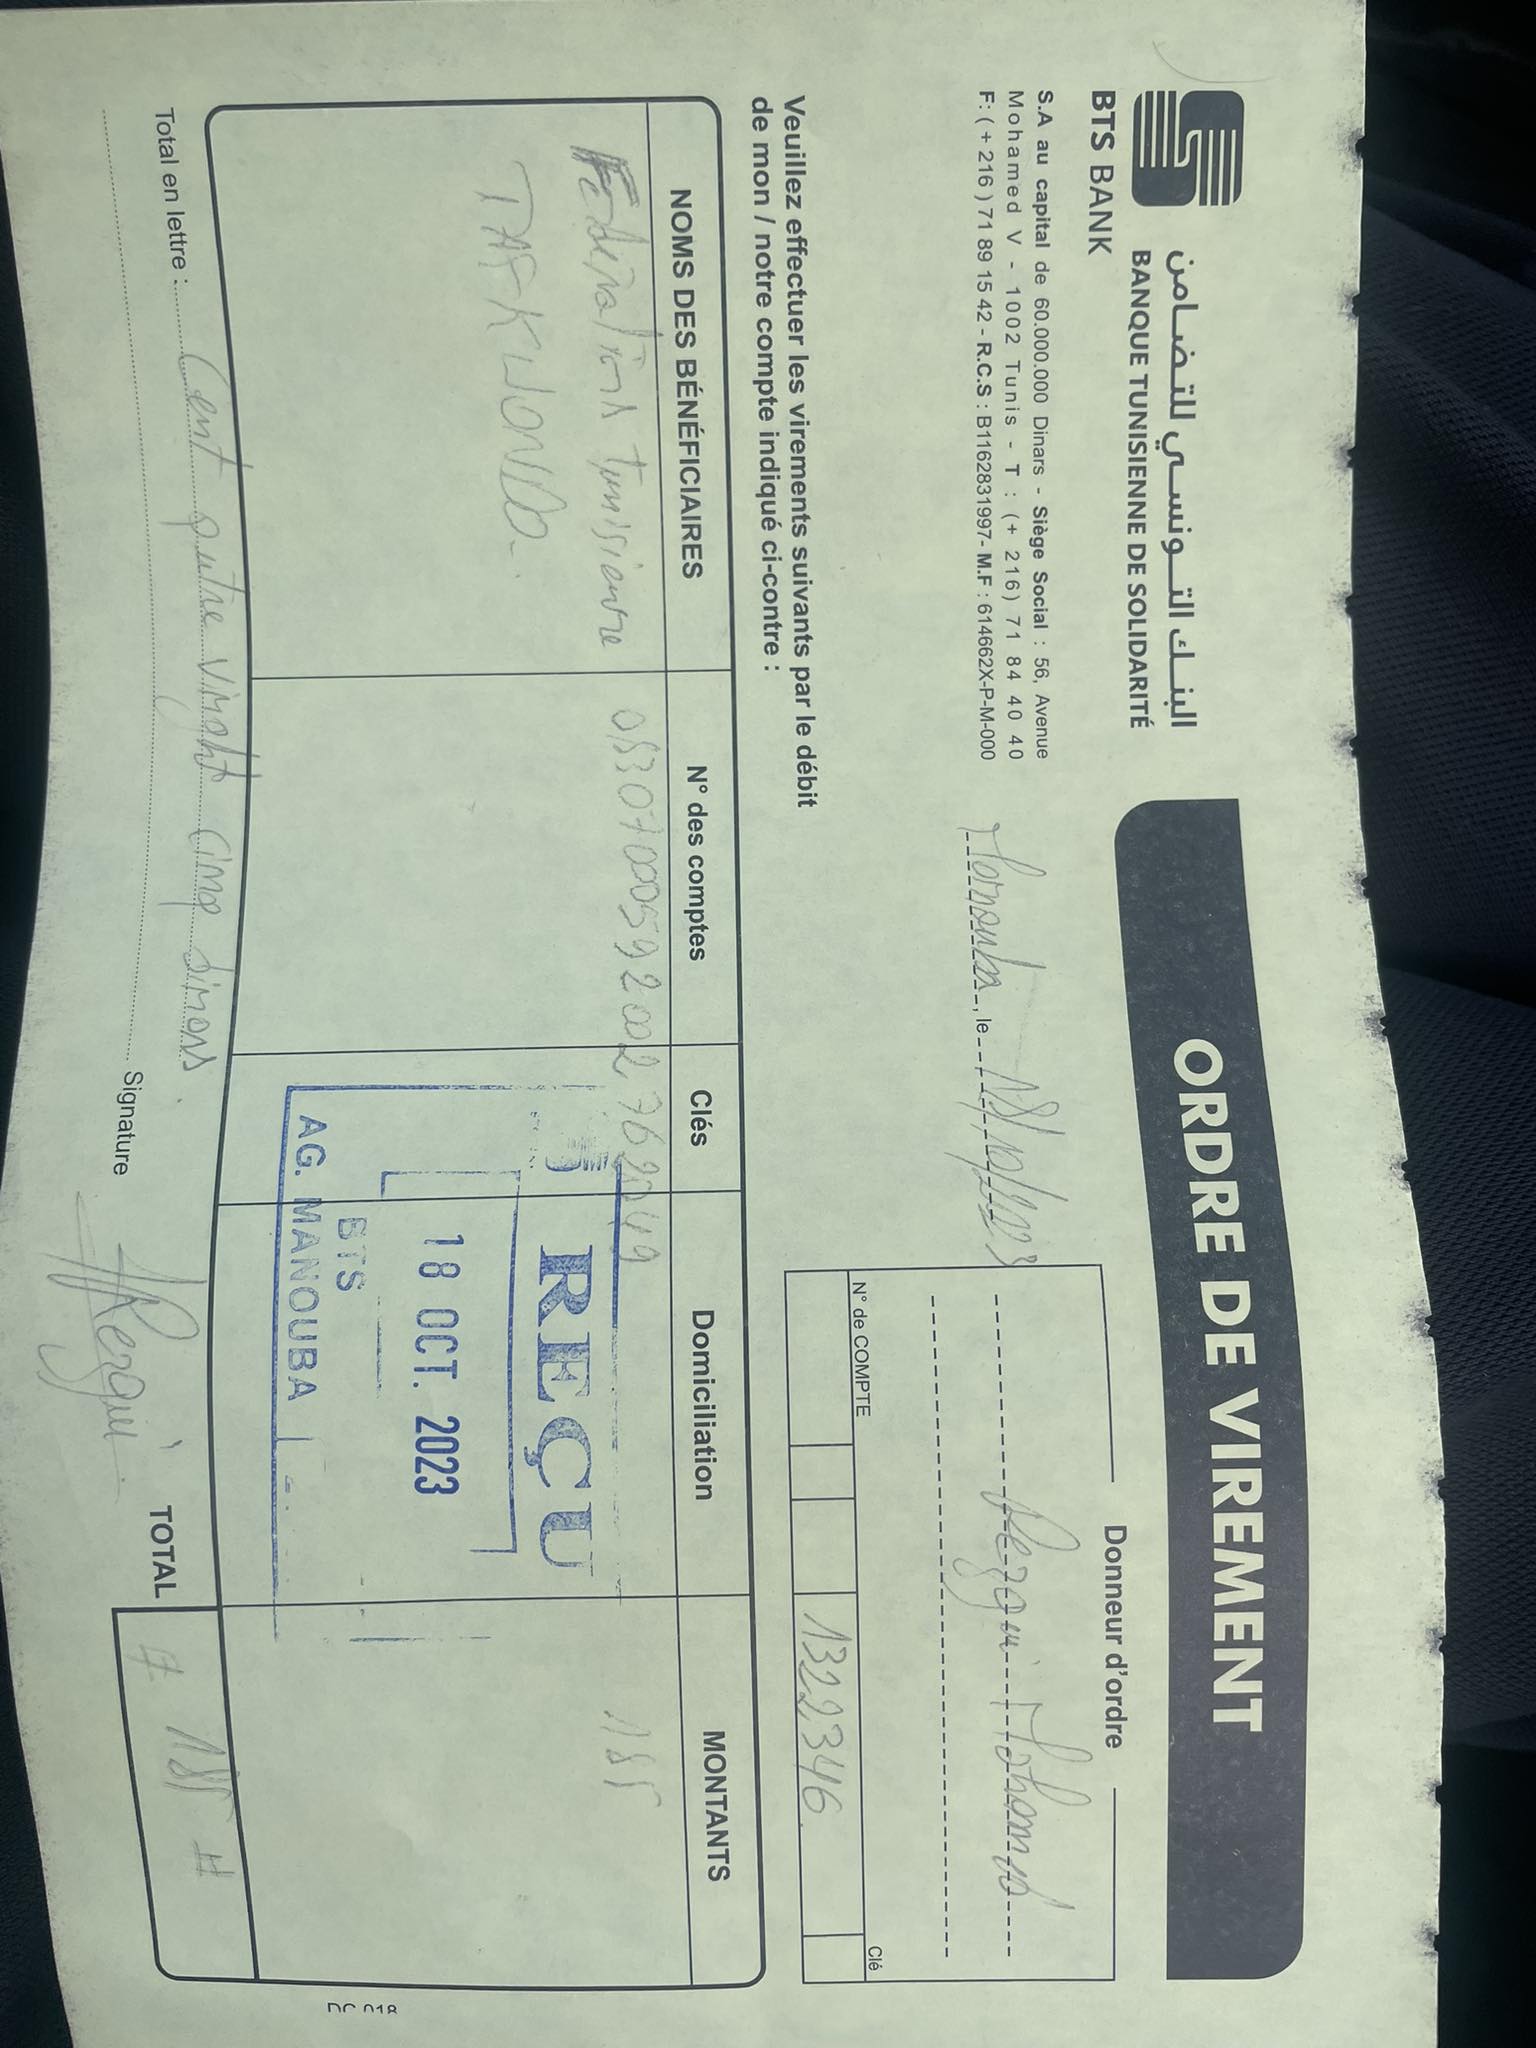 البنك التونسي للتضامن
BANQUE TUNISIENNE DE SOLIDARITÉ
BTS BANK
S.A au capital de 60.000.000 Dinars - Siège Social : 56, Avenue
Mohamed V - 1002 Tunis - T : (+ 216) 71 84 40 40
F: (+ 216) 71 89 15 42 - R.C.S : B1162831997- M.F : 614662X-P-M-000
ORDRE DE VIREMENT
Manouba, le 18/10/2023
Donneur d'ordre
Rezgui Mohamed
N° de COMPTE
Clé
1322346
Veuillez effectuer les virements suivants par le débit
de mon / notre compte indiqué ci-contre :
NOMS DES BÉNÉFICIAIRES
N° des comptes
Clés
Domiciliation
MONTANTS
Federation tunisienne
TAEKWONDO.
185
REÇU
18 OCT. 2023
BTS
AG. MANOUBA
TOTAL
# 185 #
Total en lettre : Cent quatre vingt cinq dinars.
Signature
Rezgui
DC 018